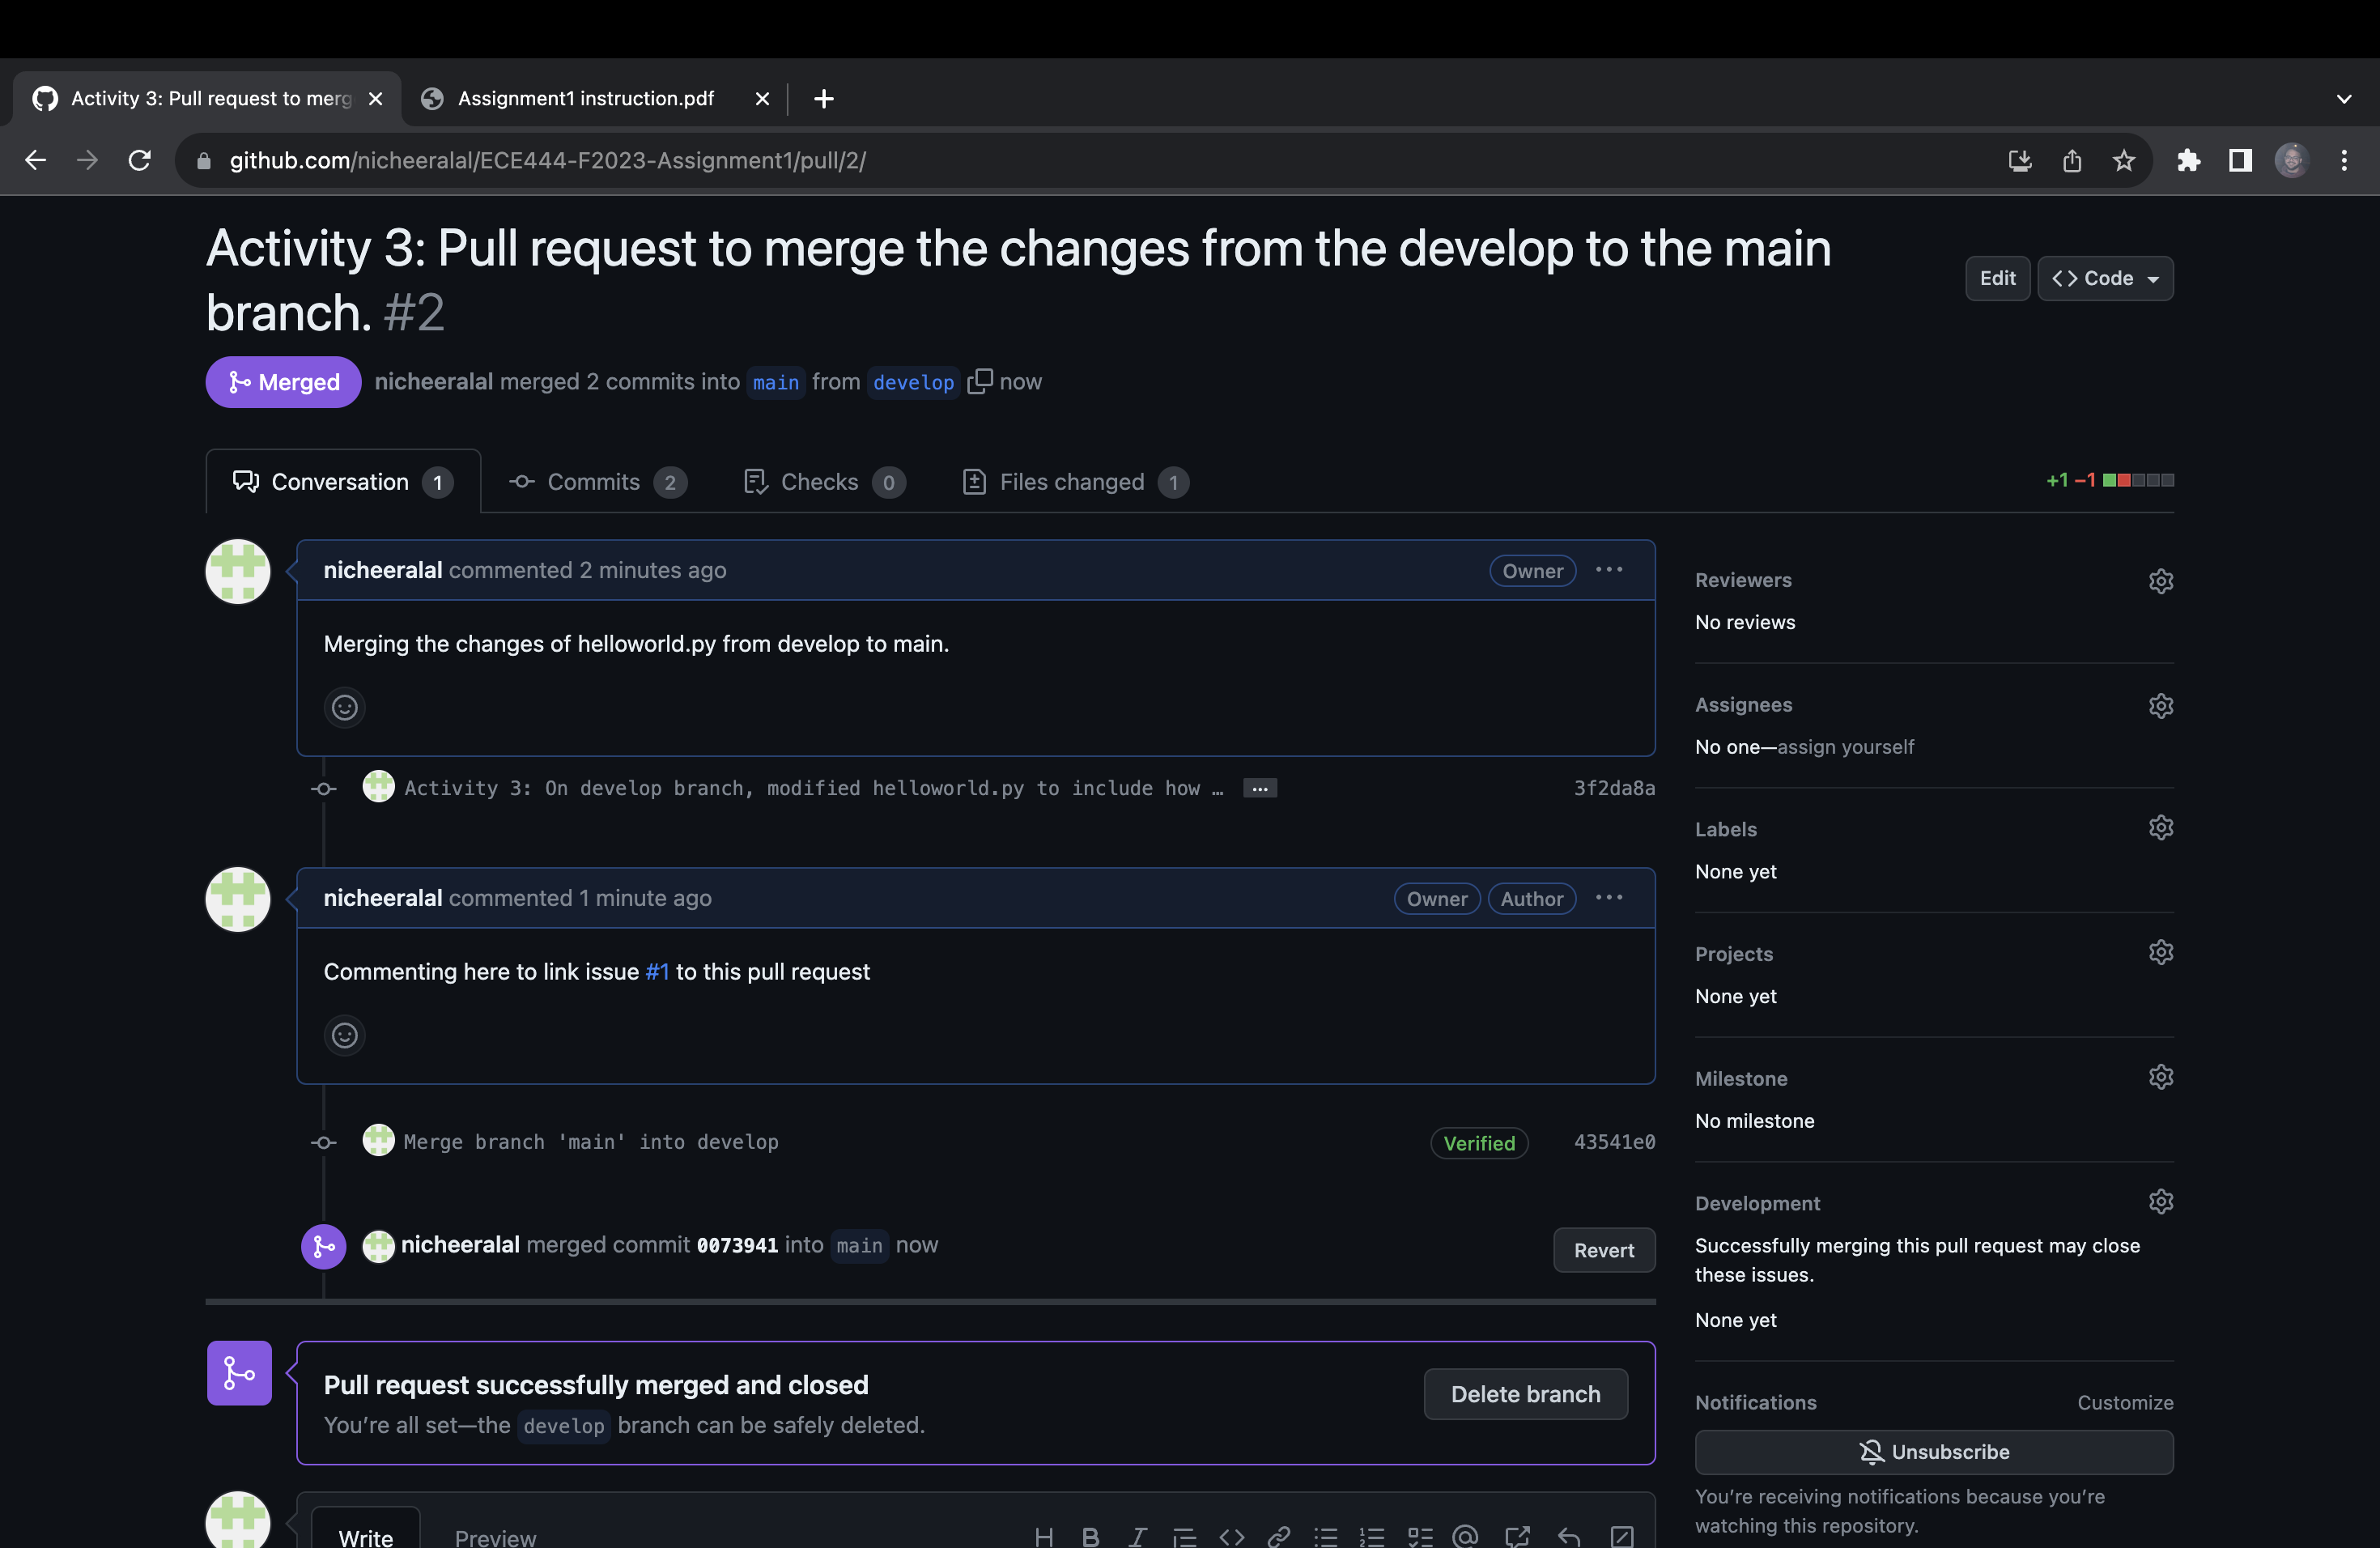 Activity 3: Pull request to merg
Assignment1 instruction.pdf
github.com/nicheeralal/ECE444-F2023-Assignment1/pull/2/
Activity 3: Pull request to merge the changes from the develop to the main
branch. #2
Edit
Code
Merged
nicheeralal merged 2 commits into main from develop now
Conversation 1
Commits 2
Checks 0
Files changed 1
+1 −1
nicheeralal commented 2 minutes ago
Owner
Merging the changes of helloworld.py from develop to main.
Activity 3: On develop branch, modified helloworld.py to include how …
3f2da8a
nicheeralal commented 1 minute ago
Owner
Author
Commenting here to link issue #1 to this pull request
Merge branch 'main' into develop
Verified
43541e0
nicheeralal merged commit 0073941 into main now
Revert
Pull request successfully merged and closed
You're all set—the develop branch can be safely deleted.
Delete branch
Write
Preview
Reviewers
No reviews
Assignees
No one—assign yourself
Labels
None yet
Projects
None yet
Milestone
No milestone
Development
Successfully merging this pull request may close
these issues.
None yet
Notifications
Customize
Unsubscribe
You're receiving notifications because you're
watching this repository.